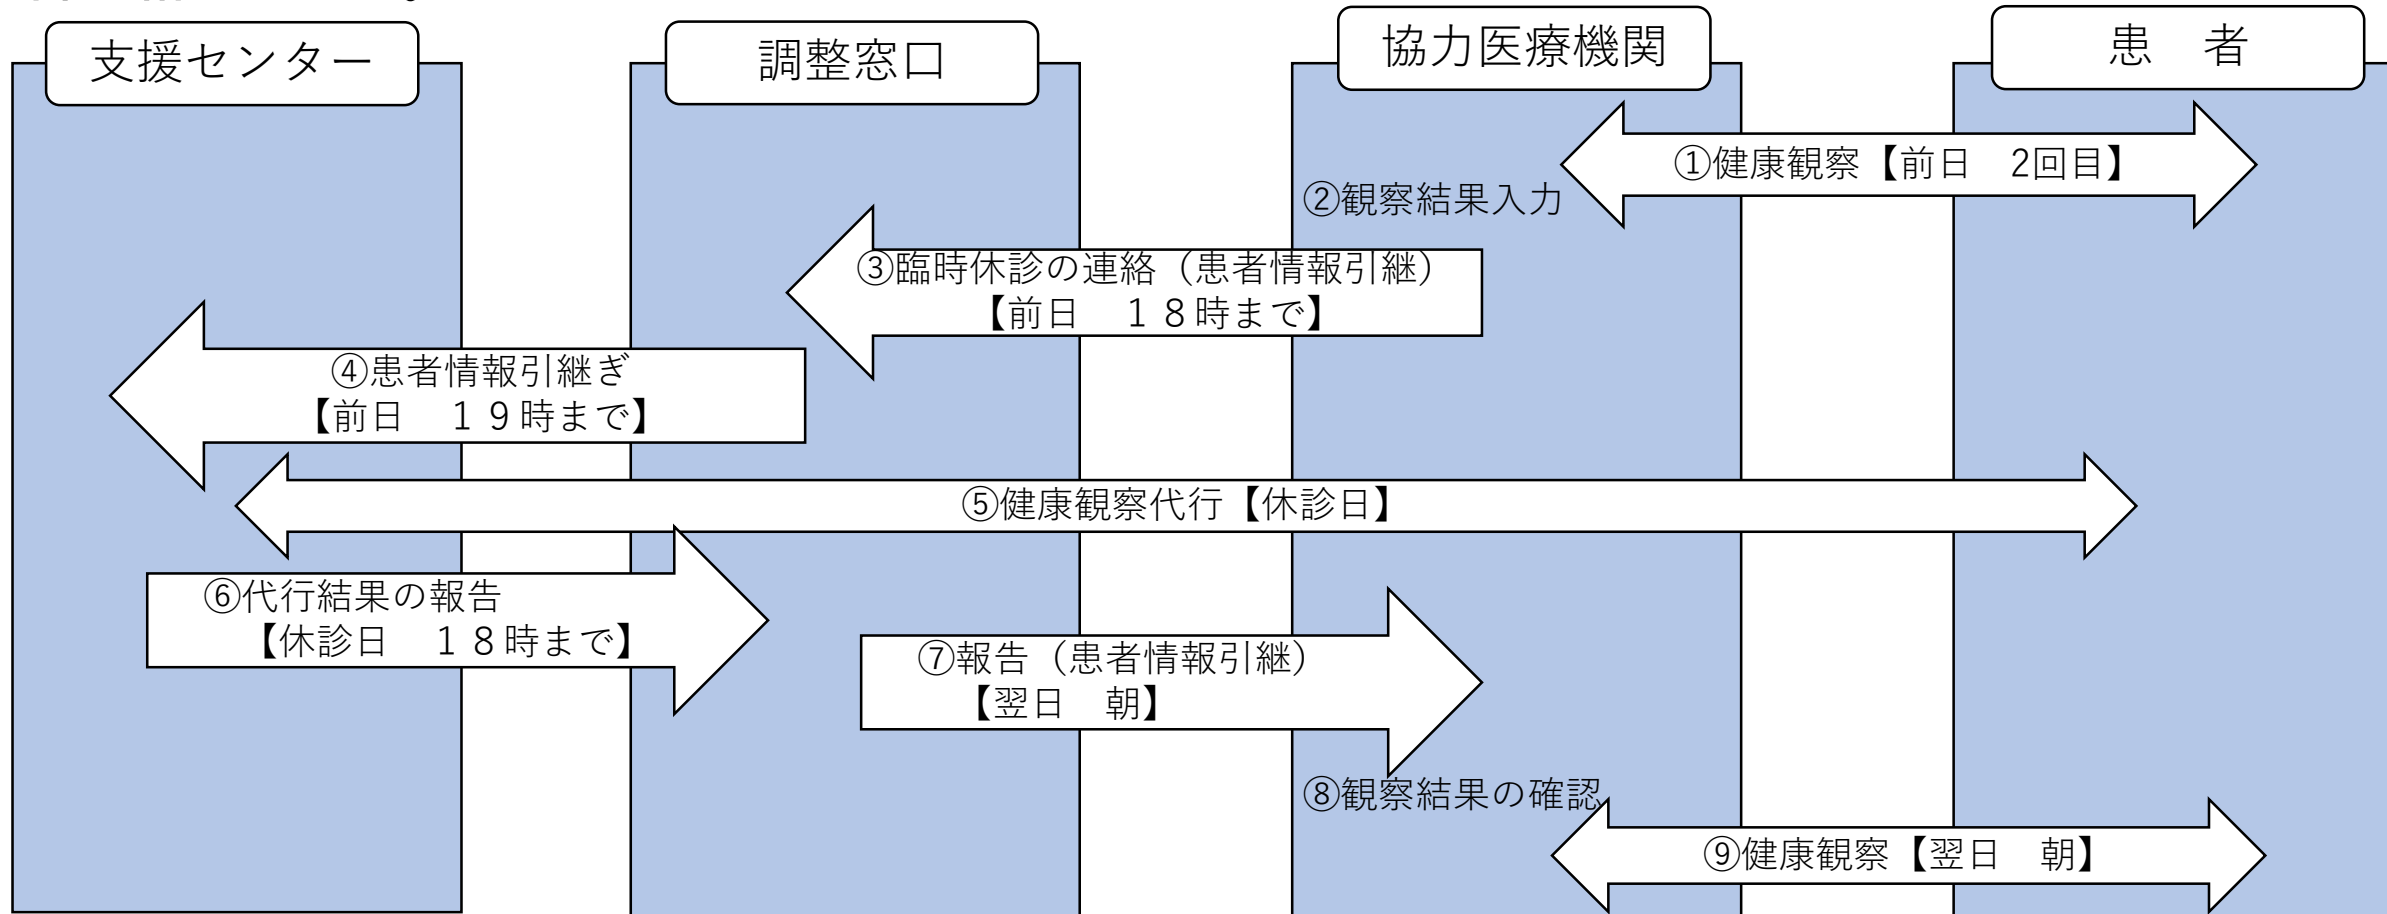 支援センター
調整窓口
協力医療機関
患　者
①健康観察【前日　2回目】
②観察結果入力
③臨時休診の連絡（患者情報引継）
【前日　１８時まで】
④患者情報引継ぎ
【前日　１９時まで】
⑤健康観察代行【休診日】
⑥代行結果の報告
【休診日　１８時まで】
⑦報告（患者情報引継）
【翌日　朝】
⑧観察結果の確認
⑨健康観察【翌日　朝】